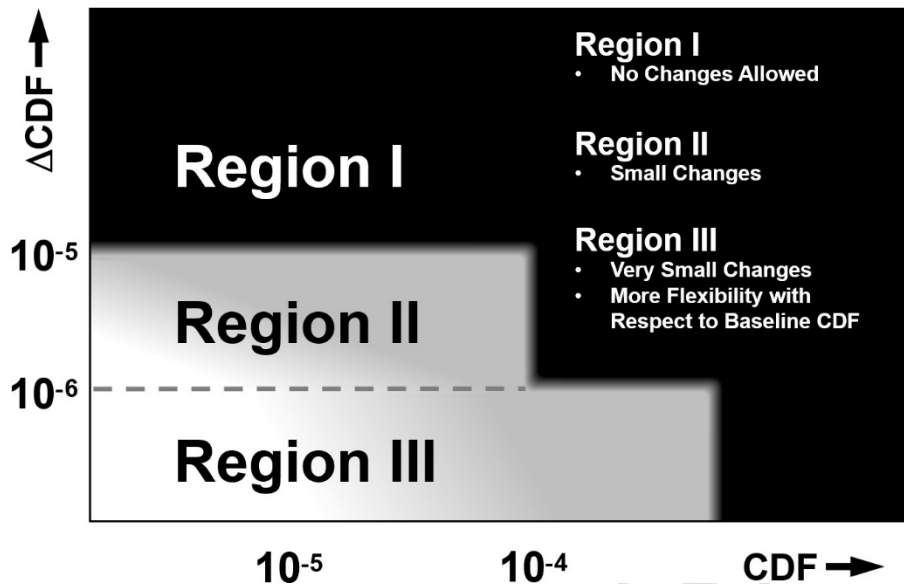 ΔCDF →
Region I
• No Changes Allowed
Region II
• Small Changes
Region III
• Very Small Changes
• More Flexibility with
Respect to Baseline CDF
Region I
10⁻⁵
Region II
10⁻⁶
Region III
10⁻⁵
10⁻⁴
CDF →